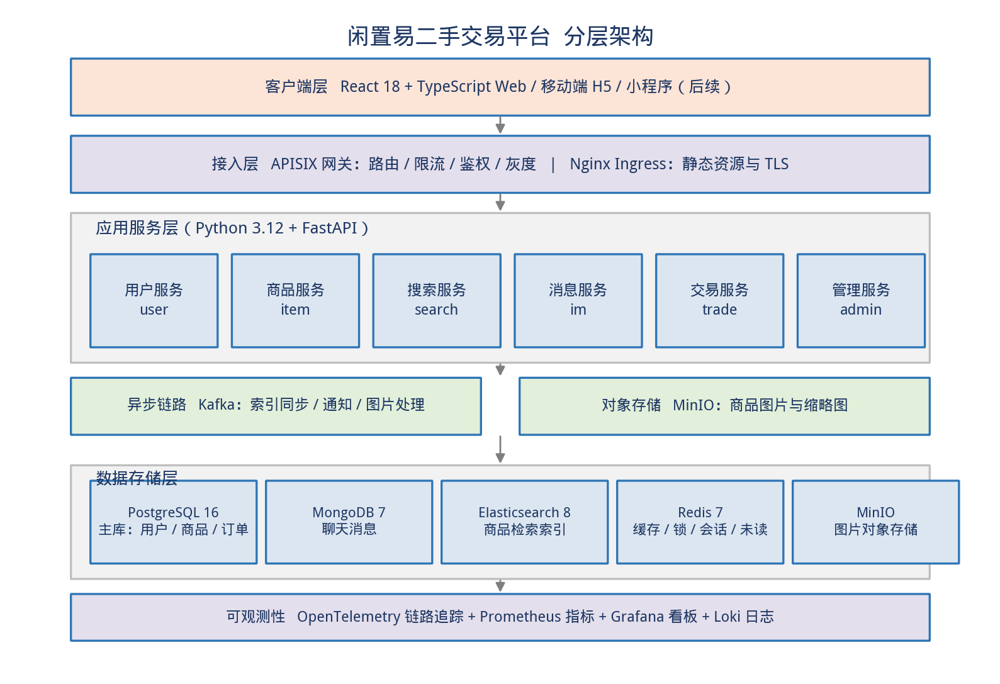 闲置易二手交易平台 分层架构
客户端层 React 18 + TypeScript Web / 移动端 H5 / 小程序（后续）
接入层 APISIX 网关：路由 / 限流 / 鉴权 / 灰度 | Nginx Ingress：静态资源与 TLS
应用服务层（Python 3.12 + FastAPI）
用户服务
user
商品服务
item
搜索服务
search
消息服务
im
交易服务
trade
管理服务
admin
异步链路 Kafka：索引同步 / 通知 / 图片处理
对象存储 MinIO：商品图片与缩略图
数据存储层
PostgreSQL 16
主库：用户 / 商品 / 订单
MongoDB 7
聊天消息
Elasticsearch 8
商品检索索引
Redis 7
缓存 / 锁 / 会话 / 未读
MinIO
图片对象存储
可观测性 OpenTelemetry 链路追踪 + Prometheus 指标 + Grafana 看板 + Loki 日志